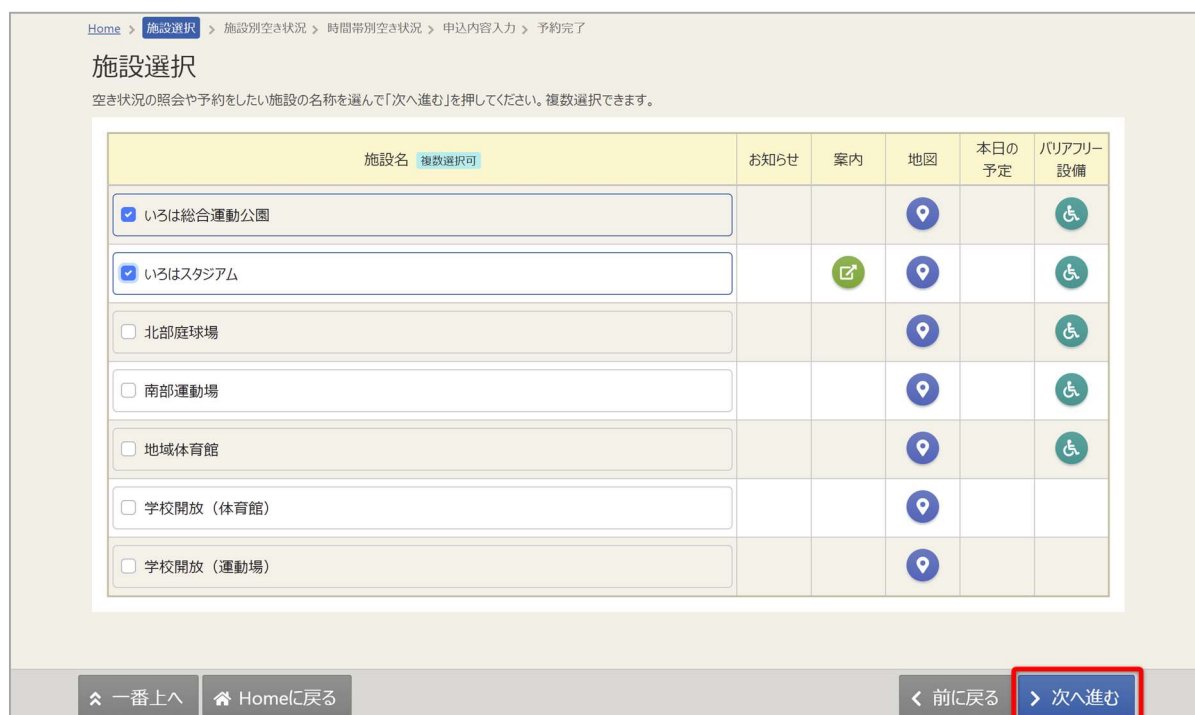 Home > 施設選択 > 施設別空き状況 > 時間帯別空き状況 > 申込内容入力 > 予約完了
施設選択
空き状況の照会や予約をしたい施設の名称を選んで「次へ進む」を押してください。複数選択できます。
施設名 複数選択可 お知らせ 案内 地図 本日の予定 バリアフリー設備
いろは総合運動公園
いろはスタジアム
北部庭球場
南部運動場
地域体育館
学校開放（体育館）
学校開放（運動場）
一番上へ Homeに戻る 前に戻る 次へ進む